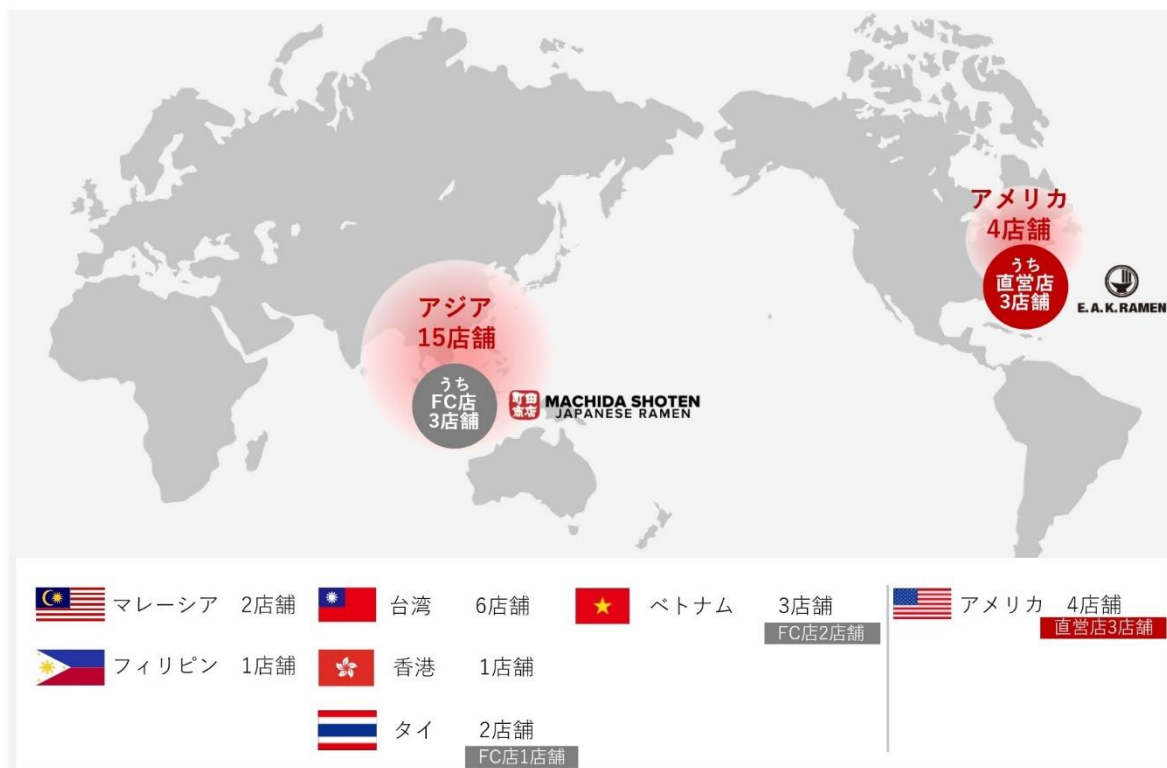 アメリカ
4店舗
うち
直営店
3店舗
E.A.K.RAMEN
アジア
15店舗
うち
FC店
3店舗
町田
商店
MACHIDA SHOTEN
JAPANESE RAMEN
マレーシア 2店舗
台湾 6店舗
ベトナム 3店舗
FC店2店舗
アメリカ 4店舗
直営店3店舗
フィリピン 1店舗
香港 1店舗
タイ 2店舗
FC店1店舗